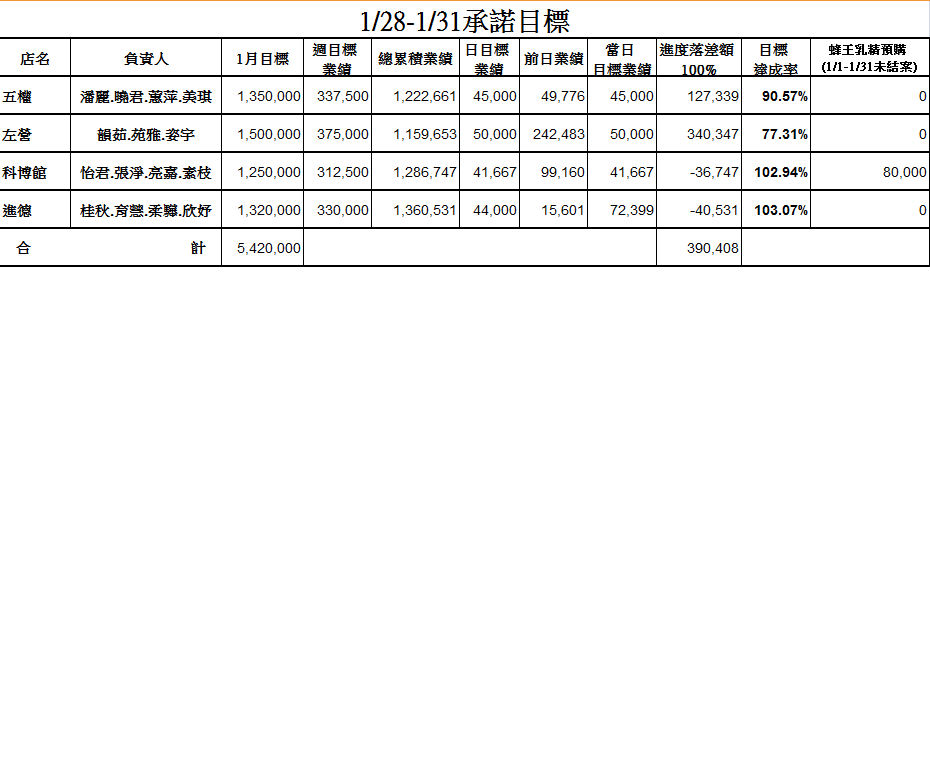 1/28-1/31承諾目標
店名 負責人 1月目標 週目標業績 總累積業績 日目標業績 前日業績 當日目標業績 進度落差額100% 目標達成率 蜂王乳精預購(1/1-1/31未結案)
五權 潘麗.曉君.蕙萍.美琪 1,350,000 337,500 1,222,661 45,000 49,776 45,000 127,339 90.57% 0
左營 韻茹.苑雅.姿宇 1,500,000 375,000 1,159,653 50,000 242,483 50,000 340,347 77.31% 0
科博館 怡君.張淨.亮嘉.素枝 1,250,000 312,500 1,286,747 41,667 99,160 41,667 -36,747 102.94% 80,000
進德 桂秋.育慧.柔驊.欣妤 1,320,000 330,000 1,360,531 44,000 15,601 72,399 -40,531 103.07% 0
合 計 5,420,000 390,408